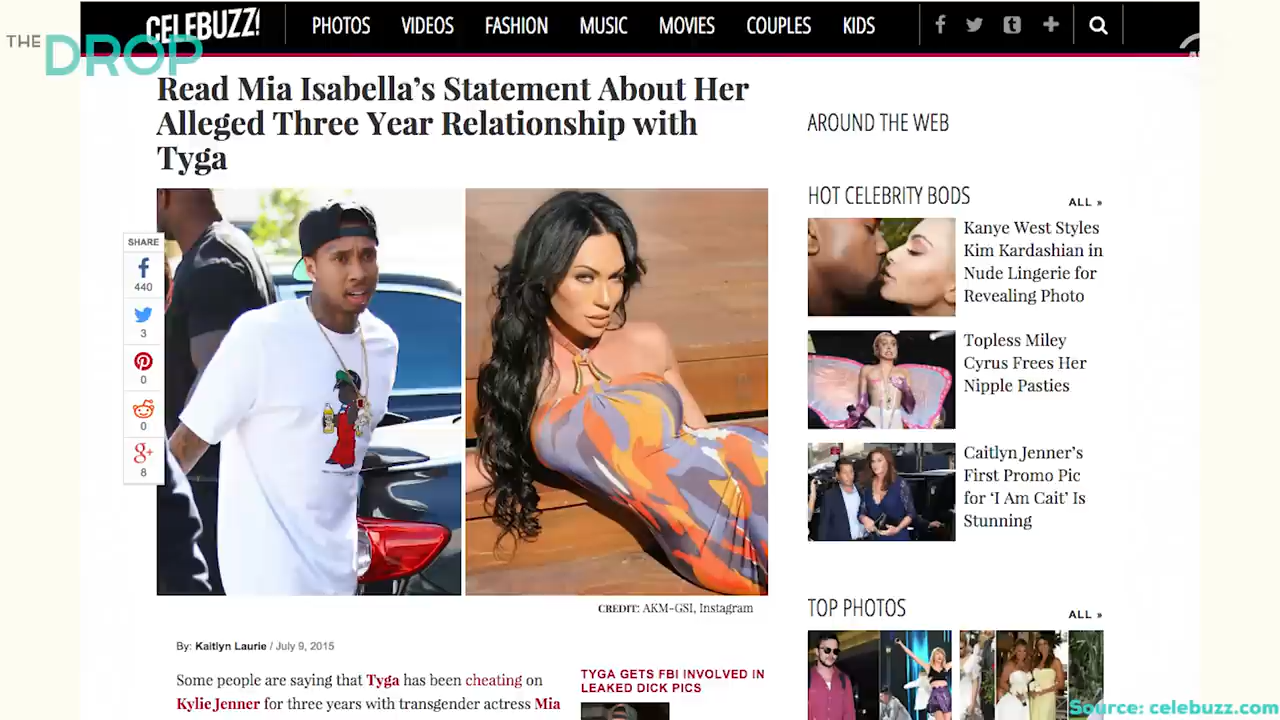 THE
DROP
CELEBUZZ!
PHOTOS VIDEOS FASHION MUSIC MOVIES COUPLES KIDS
Read Mia Isabella's Statement About Her
Alleged Three Year Relationship with
Tyga
SHARE
440
3
0
0
8
CREDIT: AKM-GSI, Instagram
By: Kaitlyn Laurie / July 9, 2015
Some people are saying that Tyga has been cheating on
Kylie Jenner for three years with transgender actress Mia
TYGA GETS FBI INVOLVED IN
LEAKED DICK PICS
AROUND THE WEB
HOT CELEBRITY BODS
ALL »
Kanye West Styles
Kim Kardashian in
Nude Lingerie for
Revealing Photo
Topless Miley
Cyrus Frees Her
Nipple Pasties
Caitlyn Jenner's
First Promo Pic
for 'I Am Cait' Is
Stunning
TOP PHOTOS
ALL »
Source: celebuzz.com